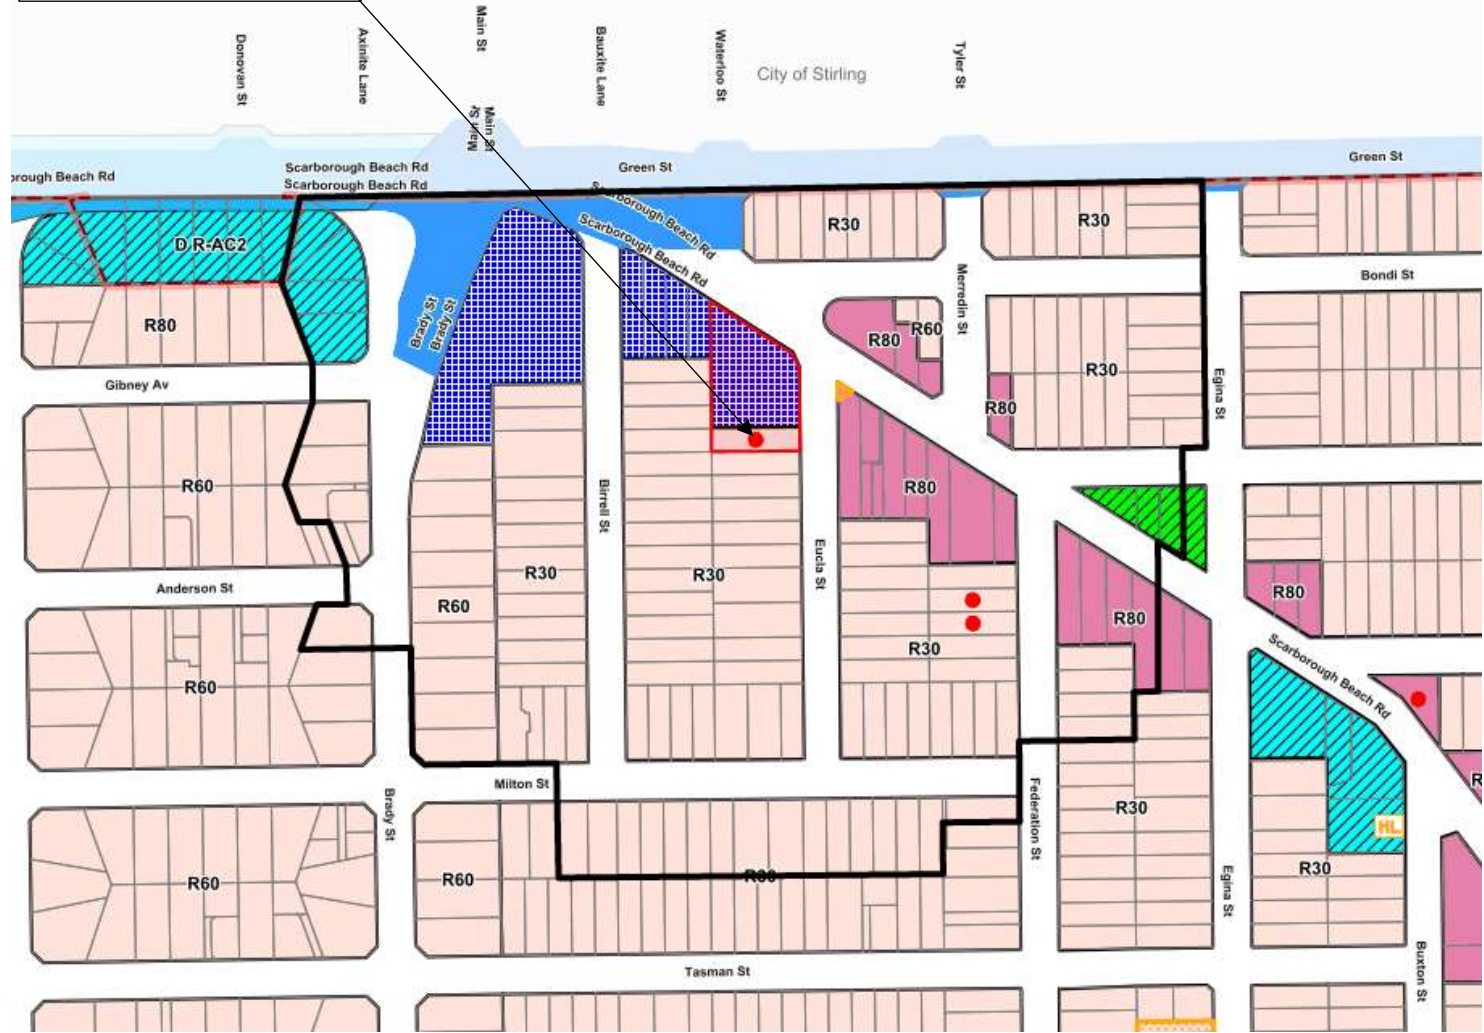 Donovan St
Axinite Lane
Main St
Main St
Main St
Bauxite Lane
Waterloo St
City of Stirling
Tyler St
orough Beach Rd
Scarborough Beach Rd
Scarborough Beach Rd
Green St
Green St
Scarborough Beach Rd
Scarborough Beach Rd
D R-AC2
R30
R30
Bondi St
Merredin St
R80
Brady St
Brady St
R80
R60
R30
Gibney Av
R80
Egina St
R60
R80
Birrell St
Eucla St
R30
R30
Anderson St
R60
R80
R80
R30
R60
Scarborough Beach Rd
Milton St
Brady St
Federation St
R30
HL
R60
R60
R30
Egina St
R
Buxton St
Tasman St